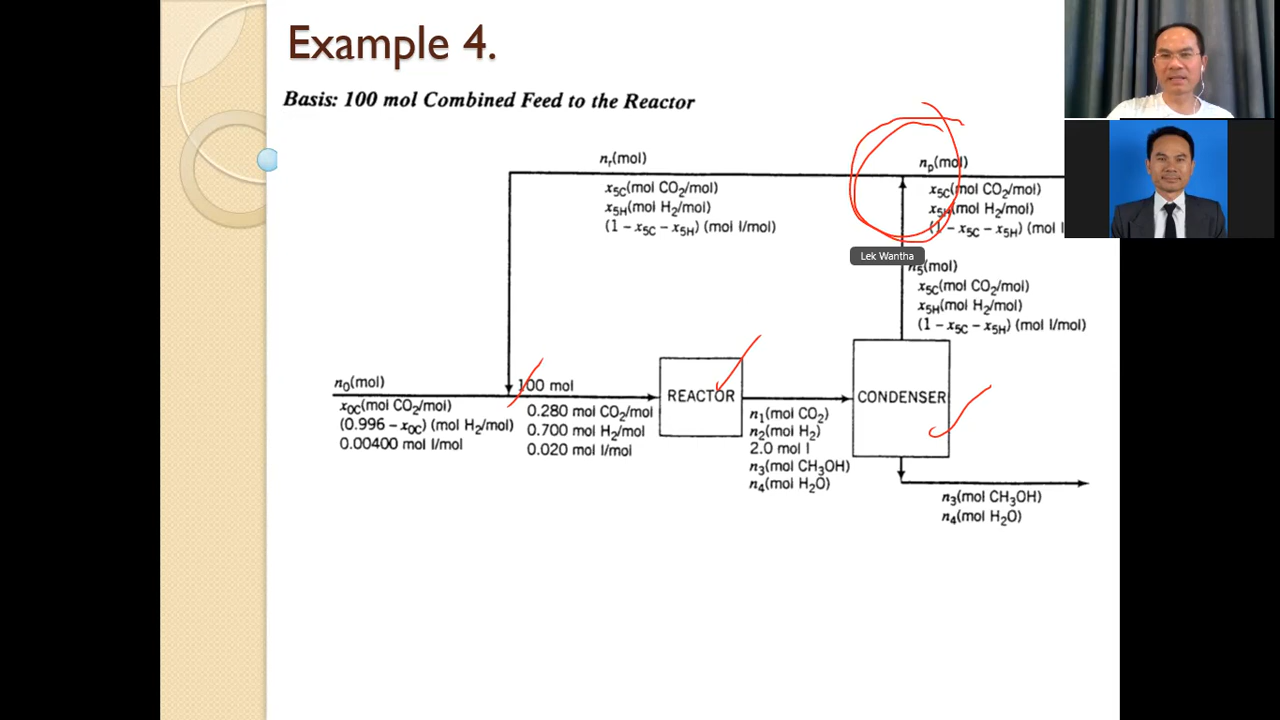 Example 4.
Basis: 100 mol Combined Feed to the Reactor
nr(mol)
x5C(mol CO2/mol)
x5H(mol H2/mol)
(1 − x5C − x5H) (mol I/mol)
np(mol)
x5C(mol CO2/mol)
x5H(mol H2/mol)
(1 − x5C − x5H) (mol I
Lek Wantha
n5(mol)
x5C(mol CO2/mol)
x5H(mol H2/mol)
(1 − x5C − x5H) (mol I/mol)
n0(mol)
x0C(mol CO2/mol)
(0.996 − x0C) (mol H2/mol)
0.00400 mol I/mol
100 mol
0.280 mol CO2/mol
0.700 mol H2/mol
0.020 mol I/mol
REACTOR
n1(mol CO2)
n2(mol H2)
2.0 mol I
n3(mol CH3OH)
n4(mol H2O)
CONDENSER
n3(mol CH3OH)
n4(mol H2O)